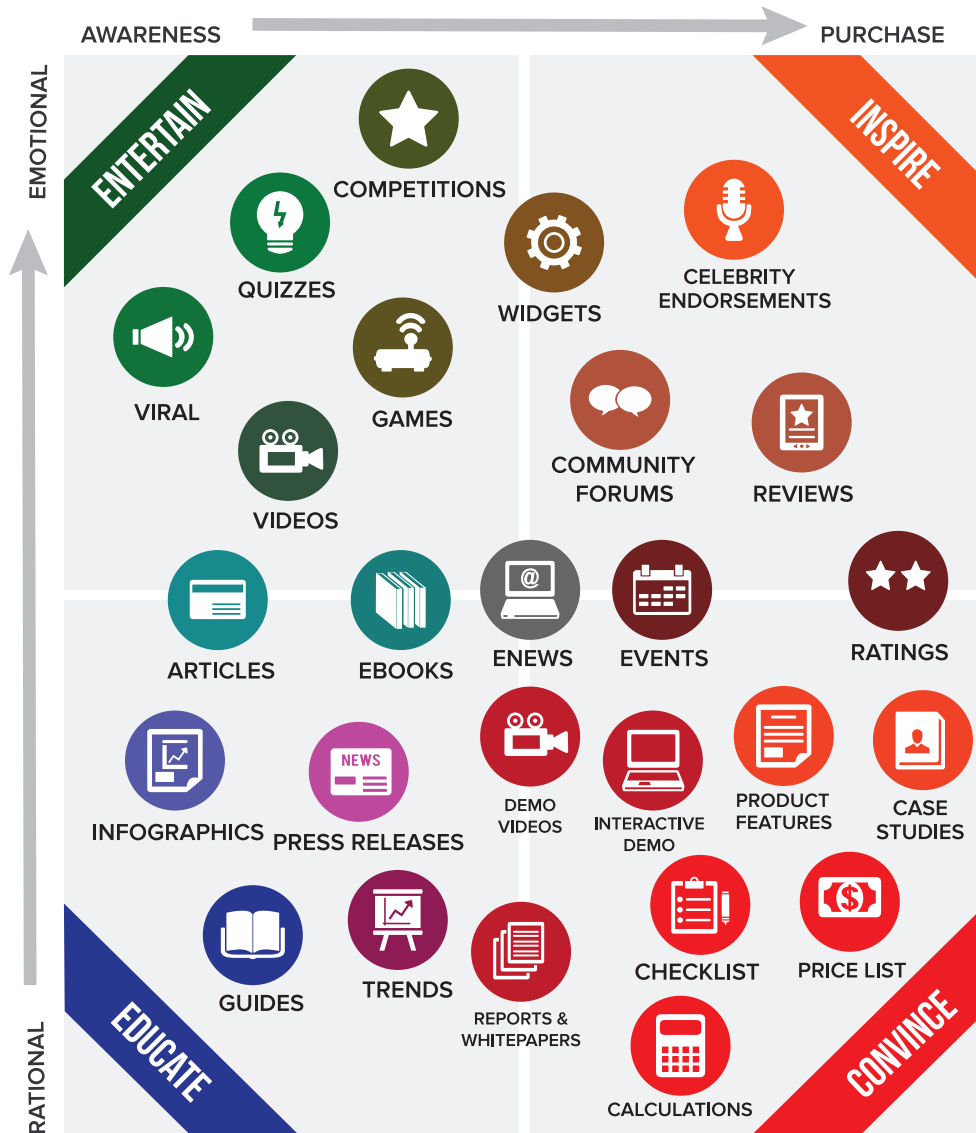 AWARENESS
PURCHASE
EMOTIONAL
ENTERTAIN
INSPIRE
COMPETITIONS
QUIZZES
WIDGETS
CELEBRITY
ENDORSEMENTS
VIRAL
GAMES
VIDEOS
COMMUNITY
FORUMS
REVIEWS
ARTICLES
EBOOKS
@
ENEWS
EVENTS
RATINGS
INFOGRAPHICS
NEWS
PRESS RELEASES
DEMO
VIDEOS
INTERACTIVE
DEMO
PRODUCT
FEATURES
CASE
STUDIES
GUIDES
TRENDS
REPORTS &
WHITEPAPERS
CHECKLIST
$
PRICE LIST
CALCULATIONS
EDUCATE
CONVINCE
RATIONAL